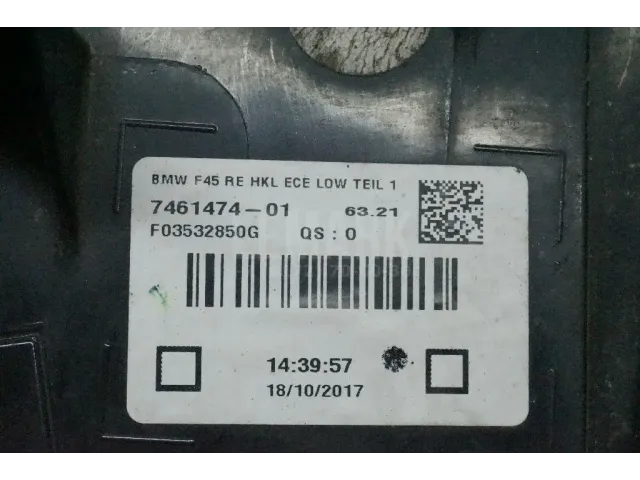 BMW F45 RE HKL ECE LOW TEIL 1
7461474-01 63.21
F03532850G QS : 0
14:39:57
18/10/2017